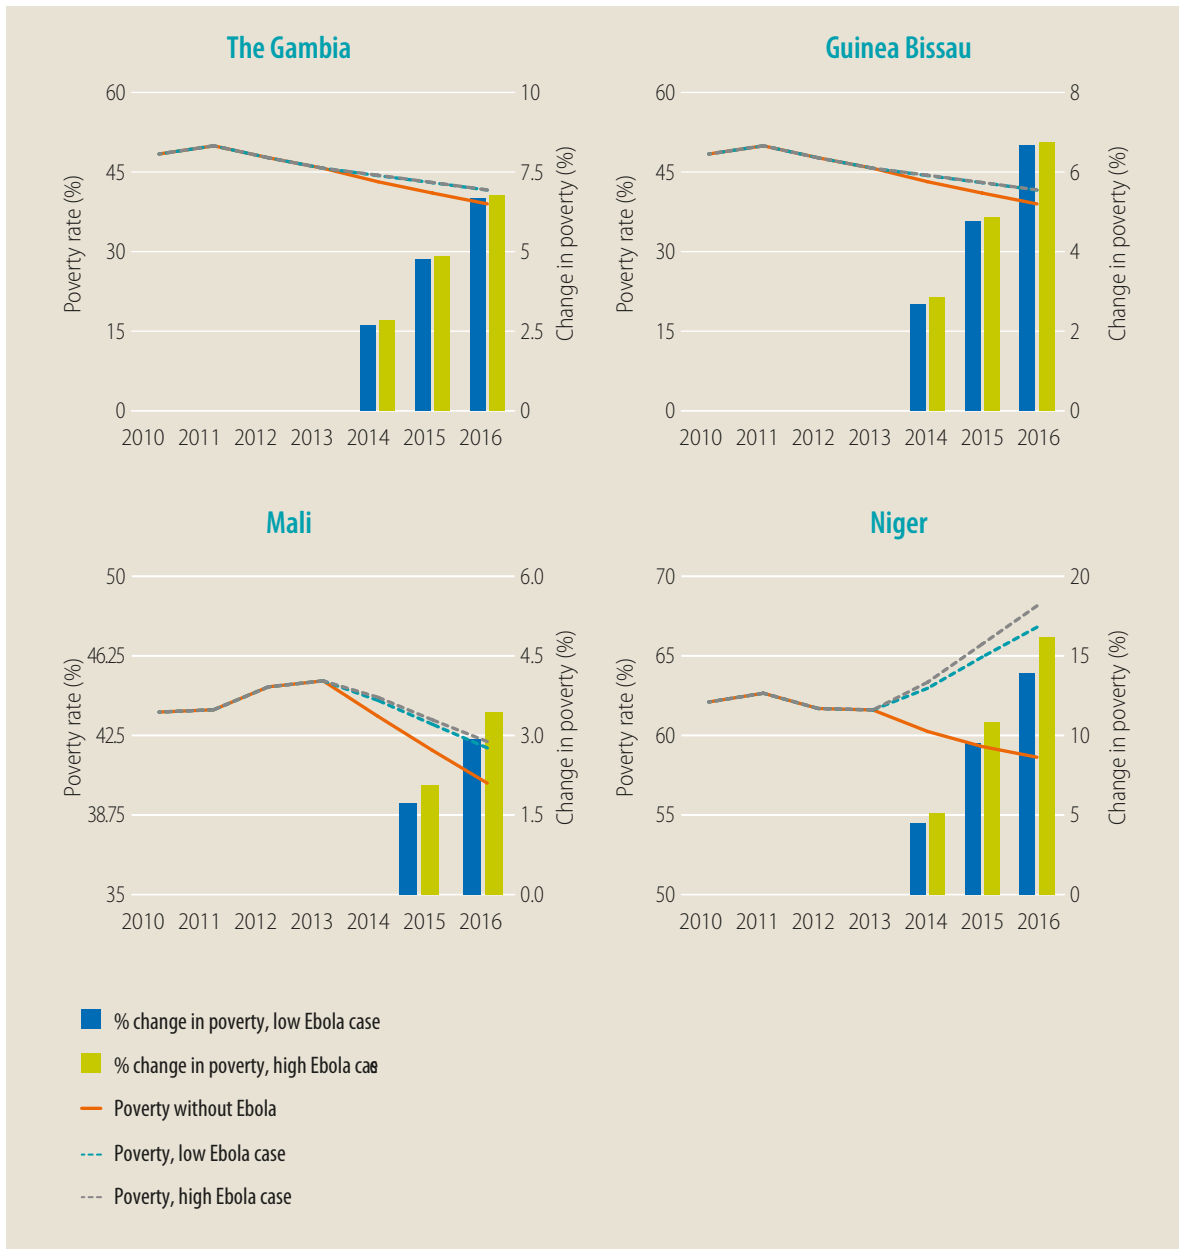 The Gambia
60 10
45 7.5
30 5
15 2.5
0 0
Poverty rate (%)
Change in poverty (%)
2010 2011 2012 2013 2014 2015 2016
Guinea Bissau
60 8
45 6
30 4
15 2
0 0
Poverty rate (%)
Change in poverty (%)
2010 2011 2012 2013 2014 2015 2016
Mali
50 6.0
46.25 4.5
42.5 3.0
38.75 1.5
35 0.0
Poverty rate (%)
Change in poverty (%)
2010 2011 2012 2013 2014 2015 2016
Niger
70 20
65 15
60 10
55 5
50 0
Poverty rate (%)
Change in poverty (%)
2010 2011 2012 2013 2014 2015 2016
% change in poverty, low Ebola case
% change in poverty, high Ebola case
Poverty without Ebola
Poverty, low Ebola case
Poverty, high Ebola case